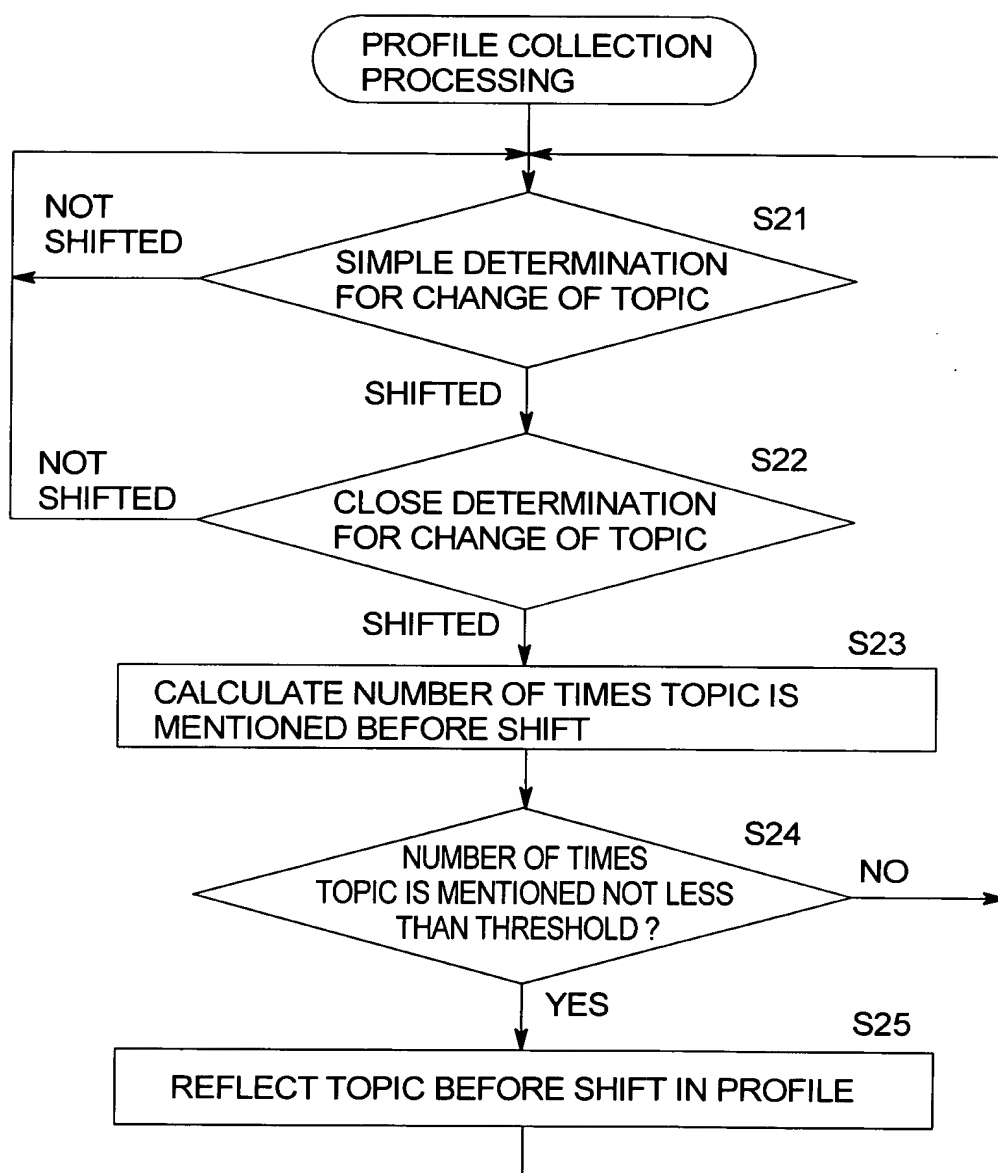 PROFILE COLLECTION
PROCESSING
NOT
SHIFTED
S21
SIMPLE DETERMINATION
FOR CHANGE OF TOPIC
SHIFTED
NOT
SHIFTED
S22
CLOSE DETERMINATION
FOR CHANGE OF TOPIC
SHIFTED
S23
CALCULATE NUMBER OF TIMES TOPIC IS
MENTIONED BEFORE SHIFT
S24
NUMBER OF TIMES
TOPIC IS MENTIONED NOT LESS
THAN THRESHOLD ?
NO
YES
S25
REFLECT TOPIC BEFORE SHIFT IN PROFILE